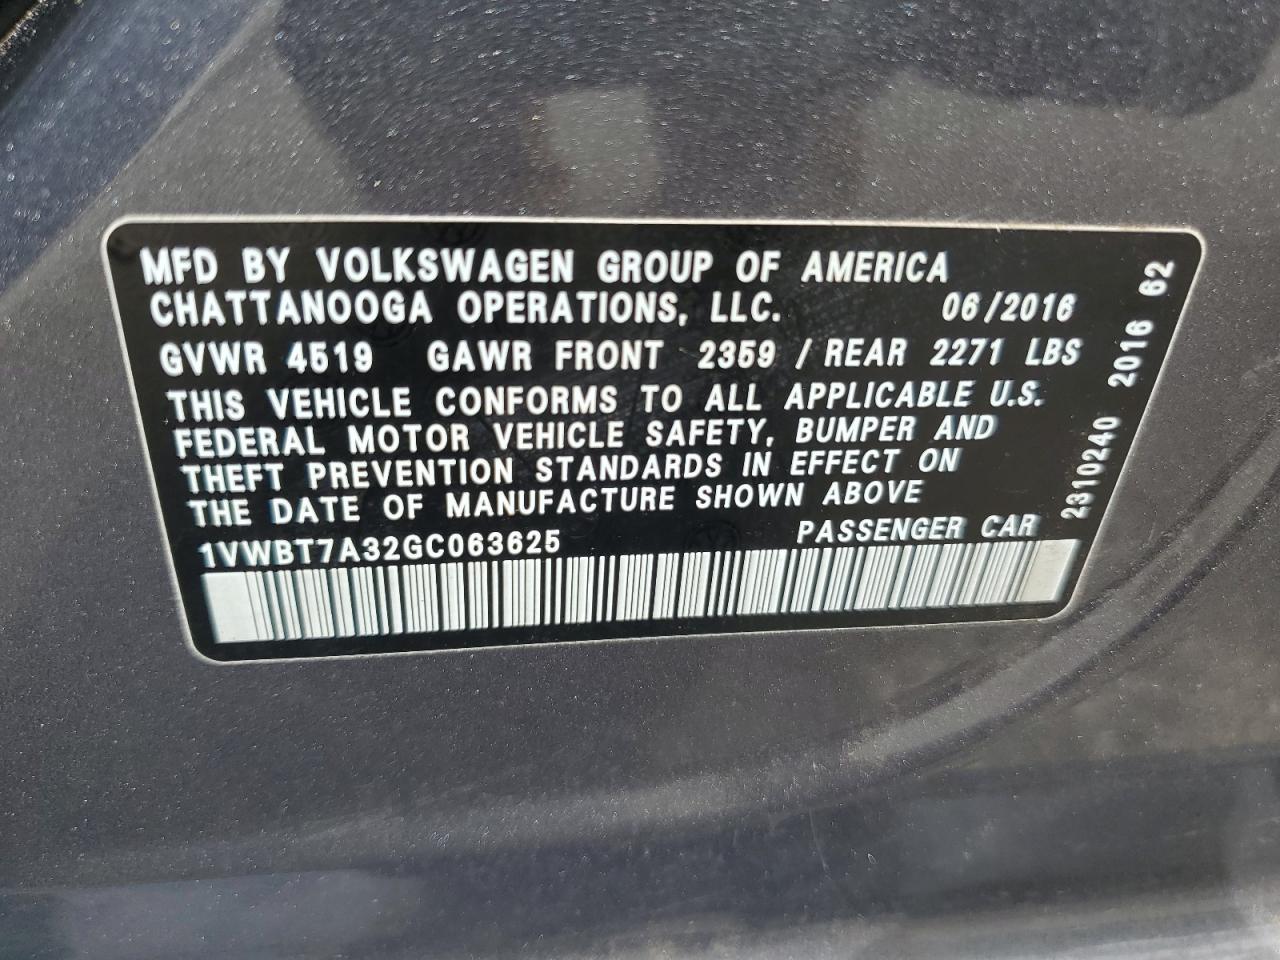 MFD BY VOLKSWAGEN GROUP OF AMERICA
CHATTANOOGA OPERATIONS, LLC. 06/2016
GVWR 4519 GAWR FRONT 2359 / REAR 2271 LBS
THIS VEHICLE CONFORMS TO ALL APPLICABLE U.S.
FEDERAL MOTOR VEHICLE SAFETY, BUMPER AND
THEFT PREVENTION STANDARDS IN EFFECT ON
THE DATE OF MANUFACTURE SHOWN ABOVE
1VWBT7A32GC063625 PASSENGER CAR
2310240 2016 62